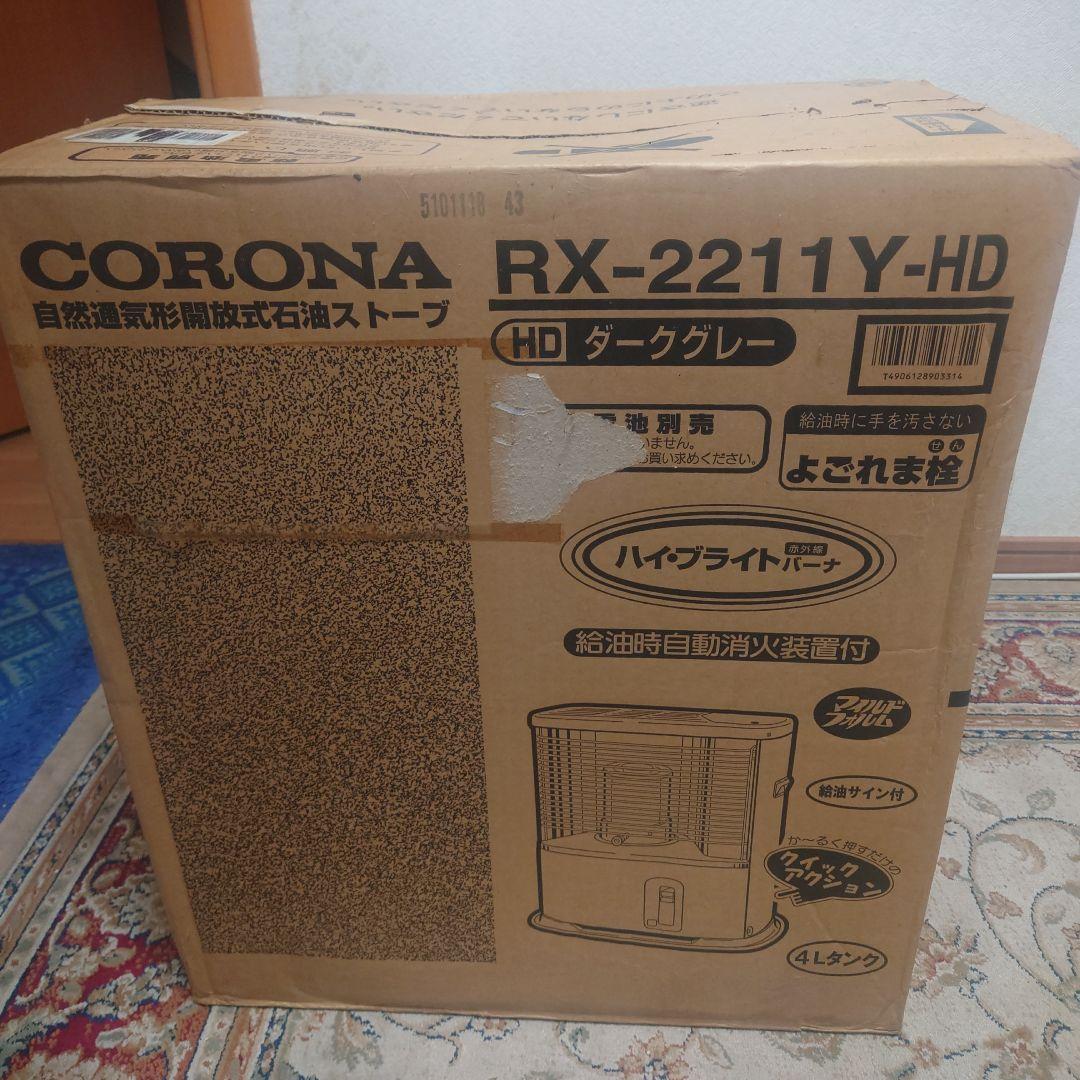 5101118 43
CORONA
RX-2211Y-HD
自然通気形開放式石油ストーブ
HD ダークグレー
T4906128903314
電池別売
いません。
お買い求めください。
給油時に手を汚さない
せん
よごれま栓
ハイ・ブライト赤外線バーナ
給油時自動消火装置付
マイルド
フォルム
給油サイン付
か〜るく押すだけの
クイック
アクション
4Lタンク